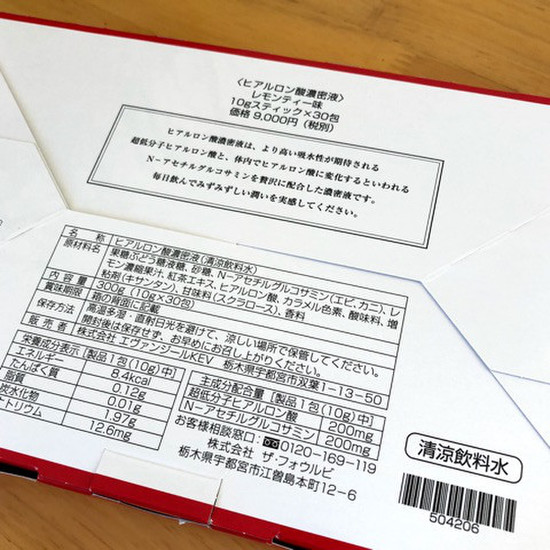 〈ヒアルロン酸濃密液〉
レモンティー味
10gスティック×30包
価格 9,000円(税別)
ヒアルロン酸濃密液は、より高い吸水性が期待される
超低分子ヒアルロン酸と、体内でヒアルロン酸に変化するといわれる
N-アセチルグルコサミンを贅沢に配合した濃密液です。
毎日飲んでみずみずしい潤いを実感してください。
名 称 ヒアルロン酸濃密液(清涼飲料水)
原材料名 果糖ぶどう糖液糖、砂糖、N-アセチルグルコサミン(エビ、カニ)、レ
モン濃縮果汁、紅茶エキス、ヒアルロン酸、カラメル色素、酸味料、増
粘剤(キサンタン)、甘味料(スクラロース)、香料
内 容 量 300g(10g×30包)
賞味期限 箱の脇面に記載
保存方法 高温多湿・直射日光を避けて、涼しい場所で保管してください。
開封後は保存せず、お早めにお召し上がりください。
販 売 者 株式会社 エヴァンジールKEV 栃木県宇都宮市双葉1-13-50
栄養成分表示 [製品1包(10g)中]
エネルギー 8.4kcal
たんぱく質 0.12g
脂質 0.01g
炭水化物 1.97g
トリウム 12.6mg
主成分配合量 [製品1包(10g)中]
超低分子ヒアルロン酸 200mg
N-アセチルグルコサミン 200mg
お客様相談窓口:☎0120-169-119
株式会社 ザ・フォウルビ
栃木県宇都宮市江曽島本町12-6
清涼飲料水
504206